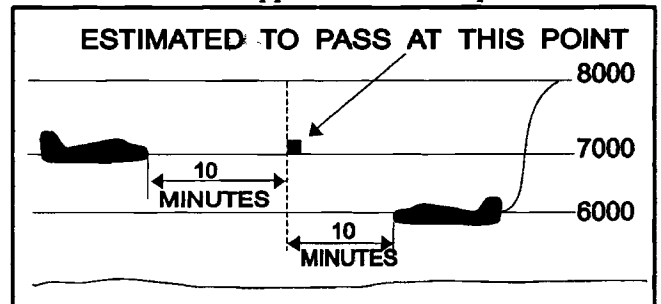 ESTIMATED TO PASS AT THIS POINT
8000
7000
10
MINUTES
6000
10
MINUTES